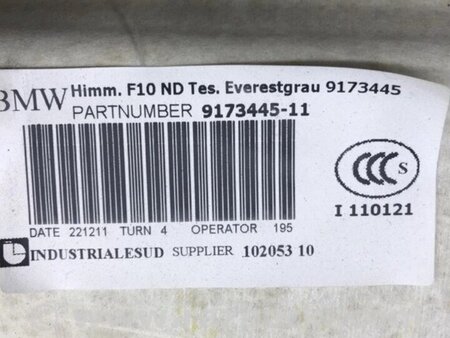 BMW Himm. F10 ND Tes. Everestgrau 9173445
PARTNUMBER 9173445-11
CCC S
I 110121
DATE 221211 TURN 4 OPERATOR 195
INDUSTRIALESUD SUPPLIER 102053 10